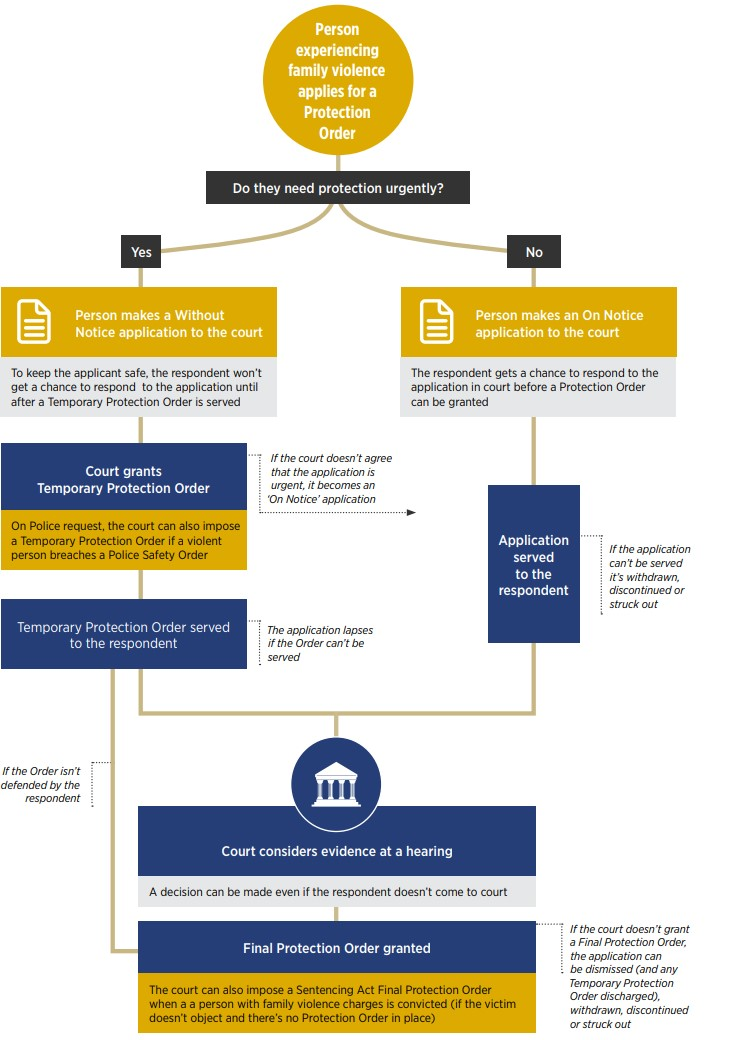 Person
experiencing
family violence
applies for a
Protection
Order
Do they need protection urgently?
Yes
No
Person makes a Without
Notice application to the court
To keep the applicant safe, the respondent won't
get a chance to respond to the application until
after a Temporary Protection Order is served
Person makes an On Notice
application to the court
The respondent gets a chance to respond to the
application in court before a Protection Order
can be granted
Court grants
Temporary Protection Order
On Police request, the court can also impose
a Temporary Protection Order if a violent
person breaches a Police Safety Order
If the court doesn't agree
that the application is
urgent, it becomes an
'On Notice' application
Application
served
to the
respondent
If the application
can't be served
it's withdrawn,
discontinued or
struck out
Temporary Protection Order served
to the respondent
The application lapses
if the Order can't be
served
If the Order isn't
defended by the
respondent
Court considers evidence at a hearing
A decision can be made even if the respondent doesn't come to court
Final Protection Order granted
The court can also impose a Sentencing Act Final Protection Order
when a a person with family violence charges is convicted (if the victim
doesn't object and there's no Protection Order in place)
If the court doesn't grant
a Final Protection Order,
the application can
be dismissed (and any
Temporary Protection
Order discharged),
withdrawn, discontinued
or struck out